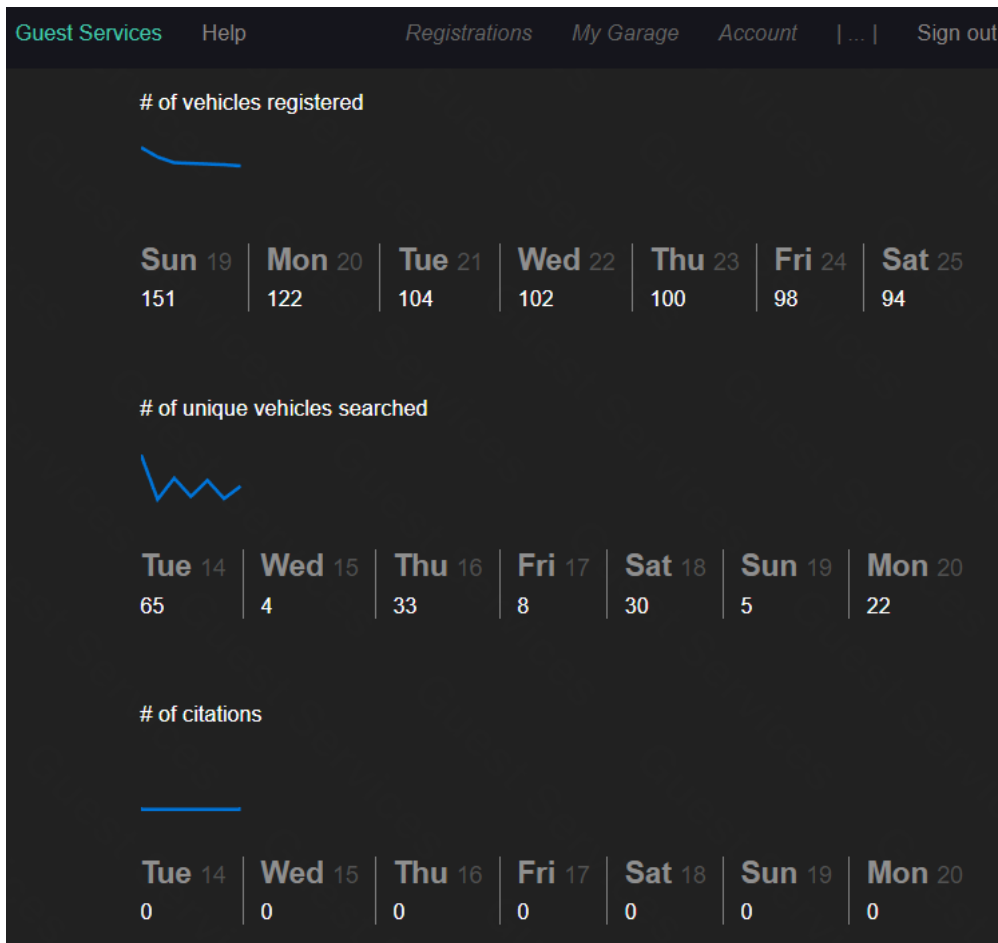 Guest Services Help Registrations My Garage Account | ... | Sign out
# of vehicles registered
Sun 19 Mon 20 Tue 21 Wed 22 Thu 23 Fri 24 Sat 25
151 122 104 102 100 98 94
# of unique vehicles searched
Tue 14 Wed 15 Thu 16 Fri 17 Sat 18 Sun 19 Mon 20
65 4 33 8 30 5 22
# of citations
Tue 14 Wed 15 Thu 16 Fri 17 Sat 18 Sun 19 Mon 20
0 0 0 0 0 0 0